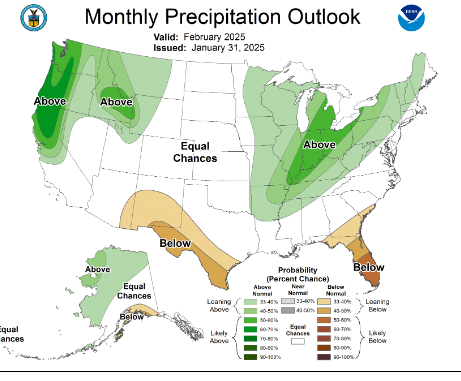 Monthly Precipitation Outlook
Valid: February 2025
Issued: January 31, 2025
NOAA
Above
Above
Equal
Chances
Above
Below
Below
Above
Equal
Chances
Below
Equal
ances
Probability
(Percent Chance)
Above
Normal
Near
Normal
Below
Normal
Leaning
Above
33-40%
40-50%
50-60%
60-70%
70-80%
80-90%
90-100%
Likely
Above
33-40%
40-50%
Equal
Chances
33-40%
40-50%
50-60%
60-70%
70-80%
80-90%
90-100%
Leaning
Below
Likely
Below